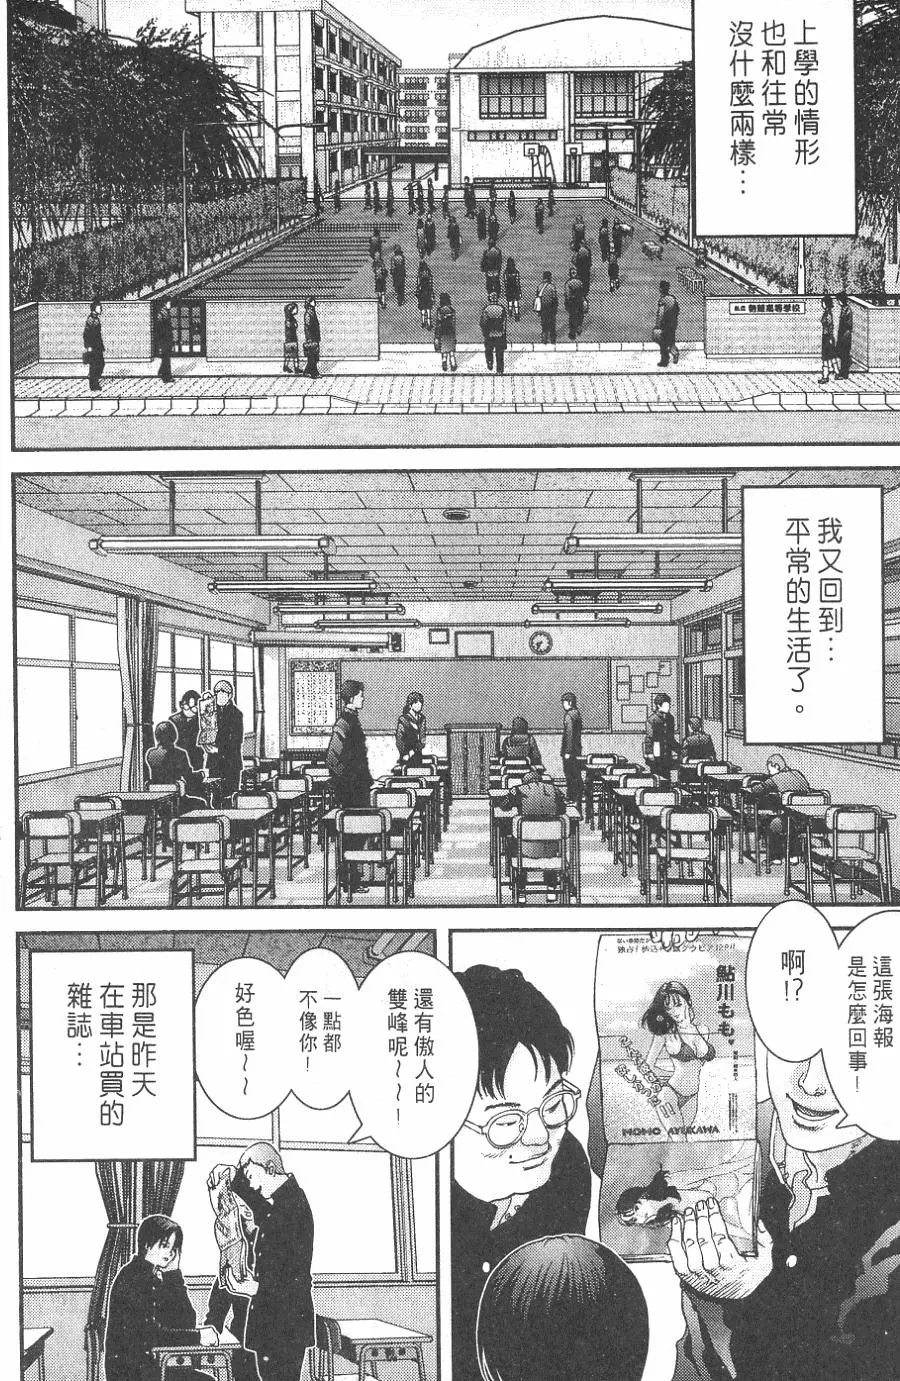 上學的情形
也和往常
沒什麼兩樣…
我又回到…
平常的生活了。
這張海報
是怎麼回事！
啊！？
鮎川もも♥
MOMO AYUKAWA
還有傲人的
雙峰呢～～！
一點都
不像你！
好色喔～～
那是昨天
在車站買的
雜誌…